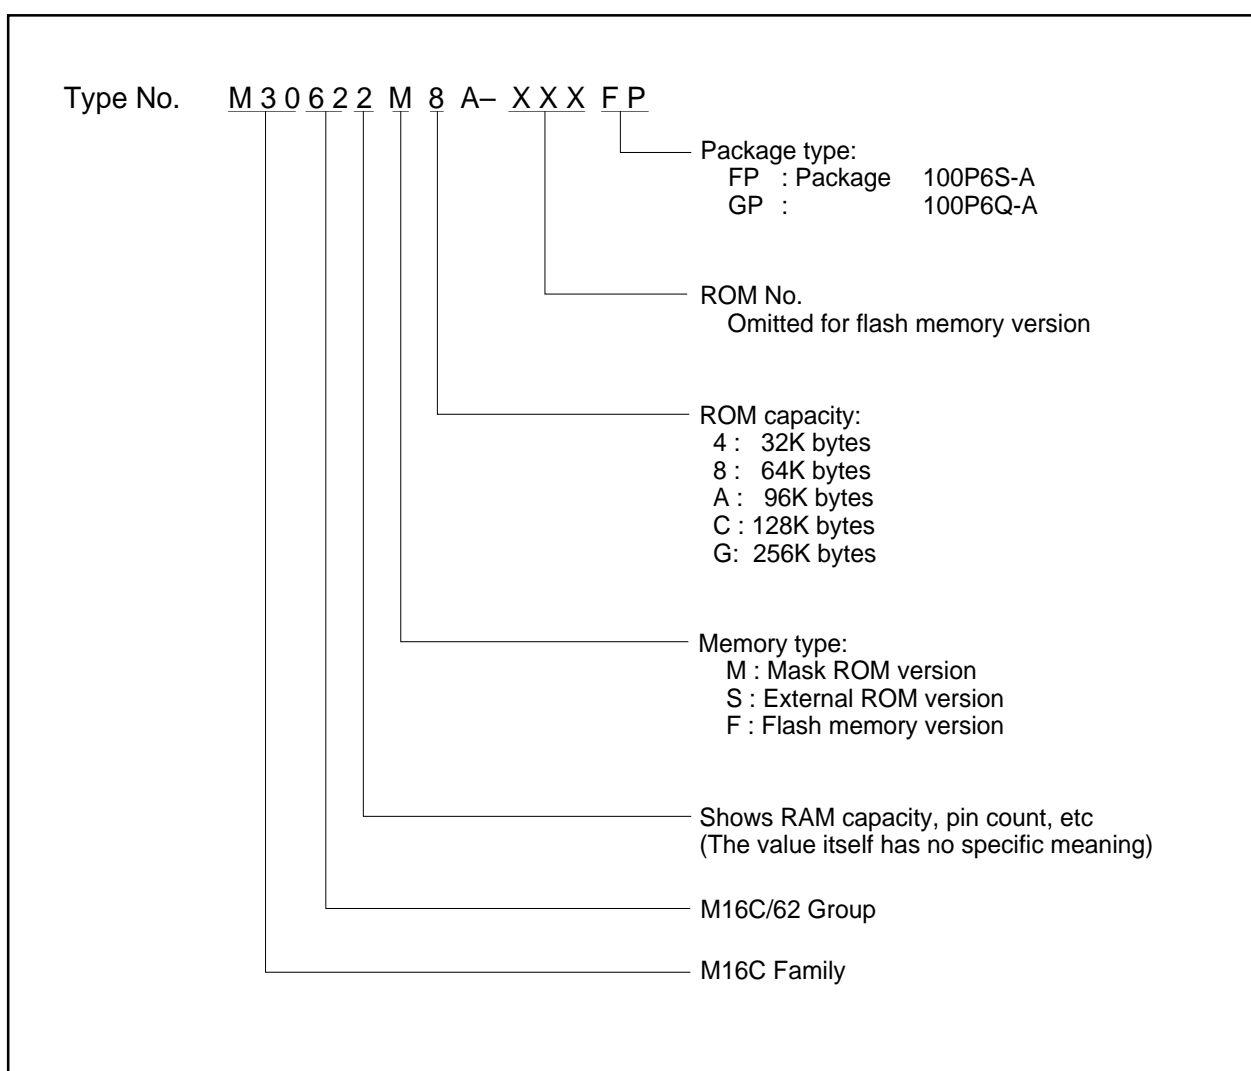 Type No. M 3 0 6 2 2 M 8 A– X X X F P
Package type:
FP : Package 100P6S-A
GP : 100P6Q-A
ROM No.
Omitted for flash memory version
ROM capacity:
4 : 32K bytes
8 : 64K bytes
A : 96K bytes
C : 128K bytes
G: 256K bytes
Memory type:
M : Mask ROM version
S : External ROM version
F : Flash memory version
Shows RAM capacity, pin count, etc
(The value itself has no specific meaning)
M16C/62 Group
M16C Family